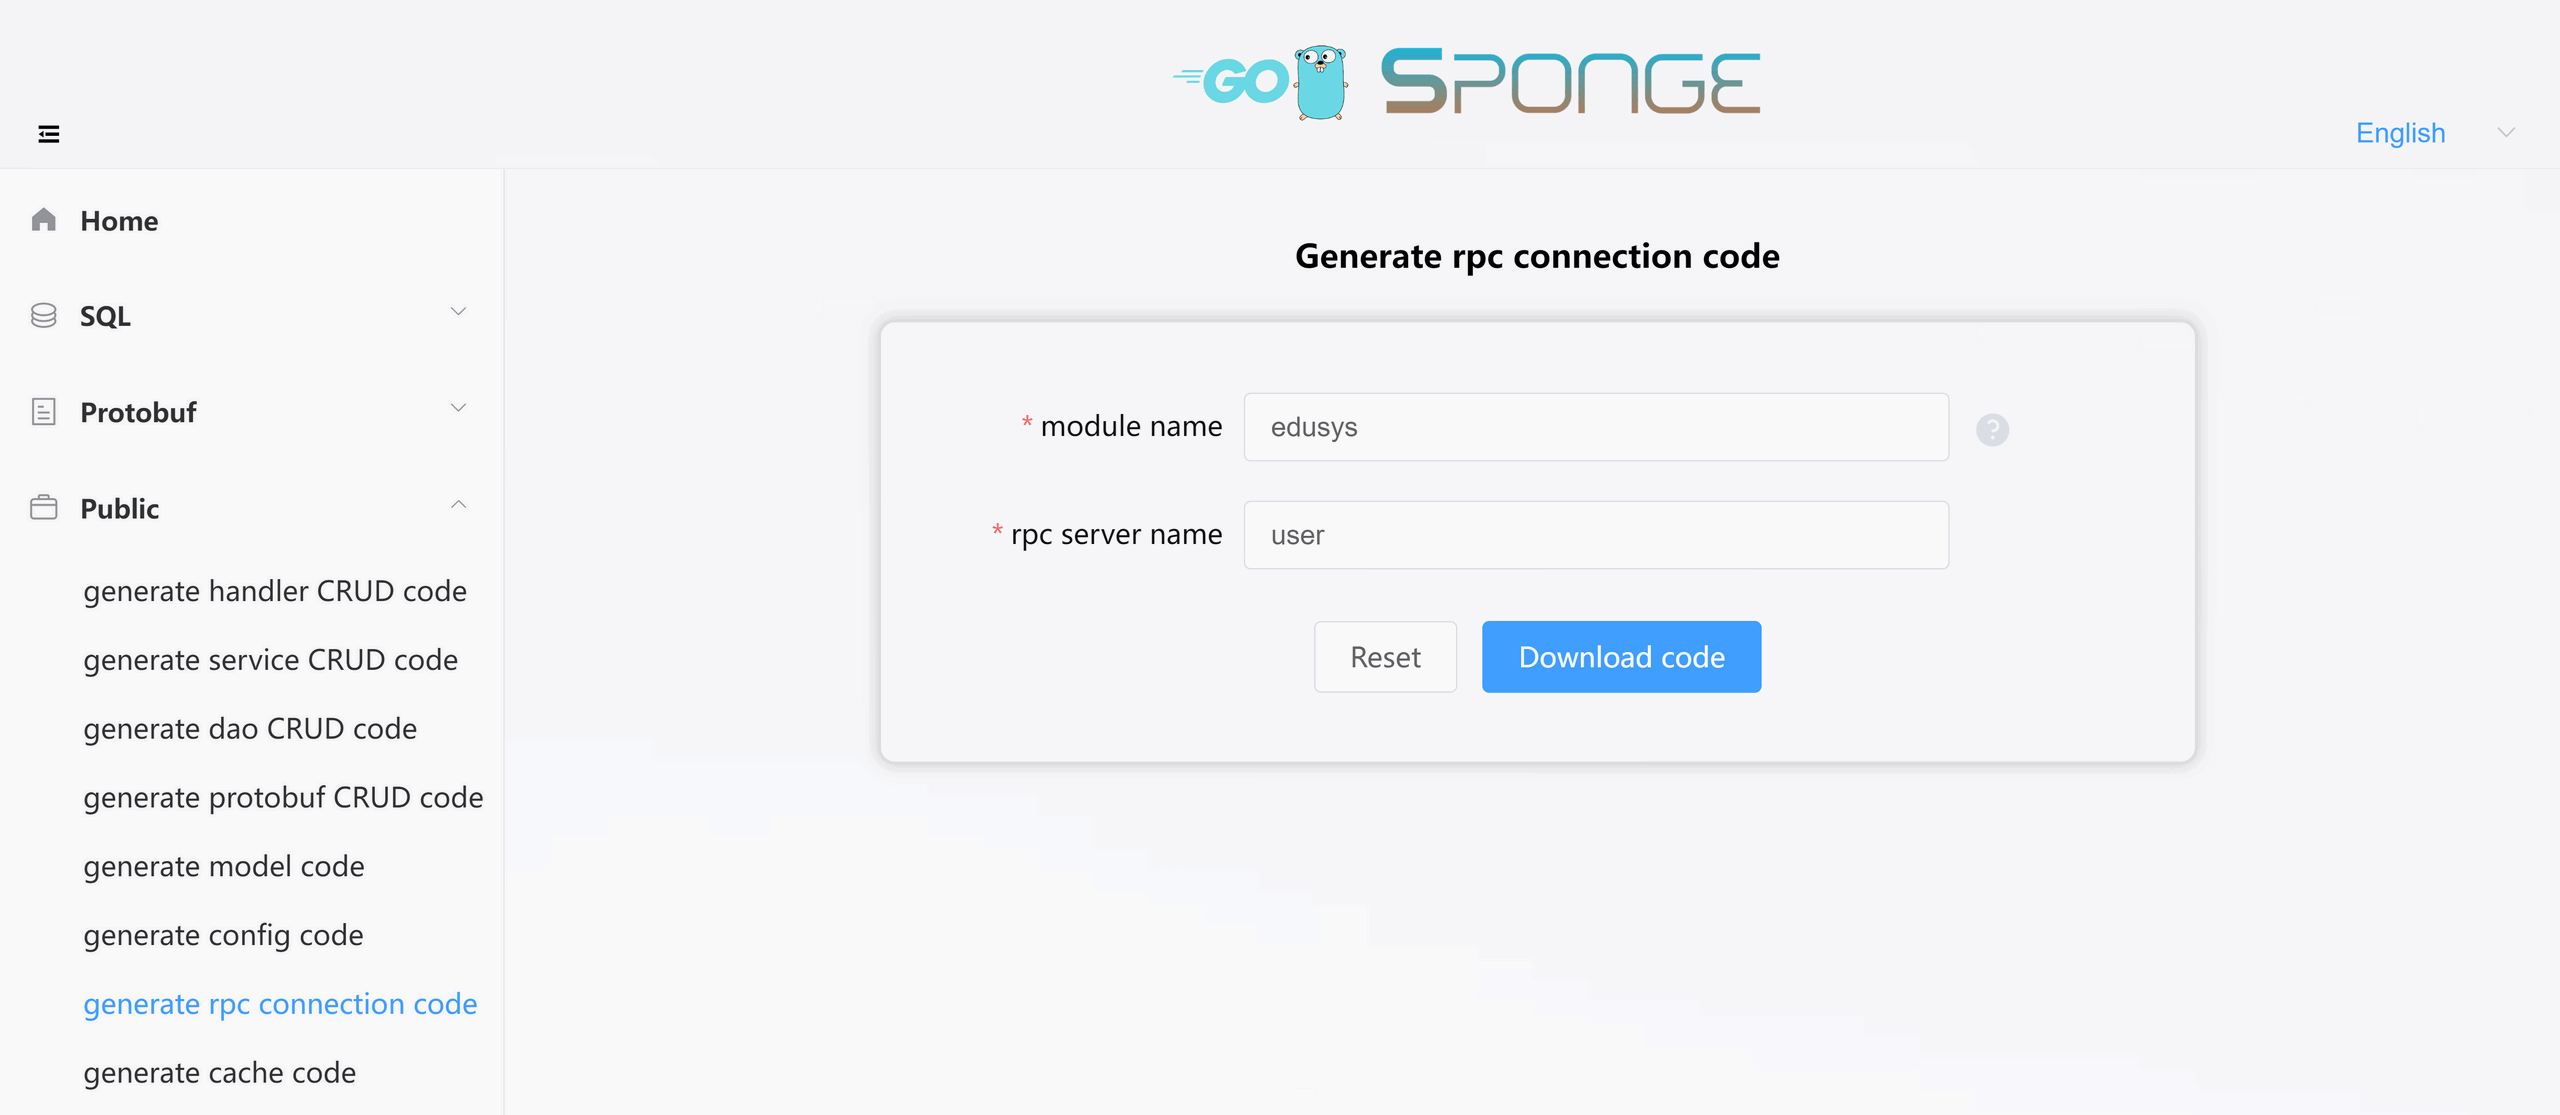 GO SPONGE
English
Home
SQL
Protobuf
Public
generate handler CRUD code
generate service CRUD code
generate dao CRUD code
generate protobuf CRUD code
generate model code
generate config code
generate rpc connection code
generate cache code
Generate rpc connection code
* module name edusys ?
* rpc server name user
Reset Download code